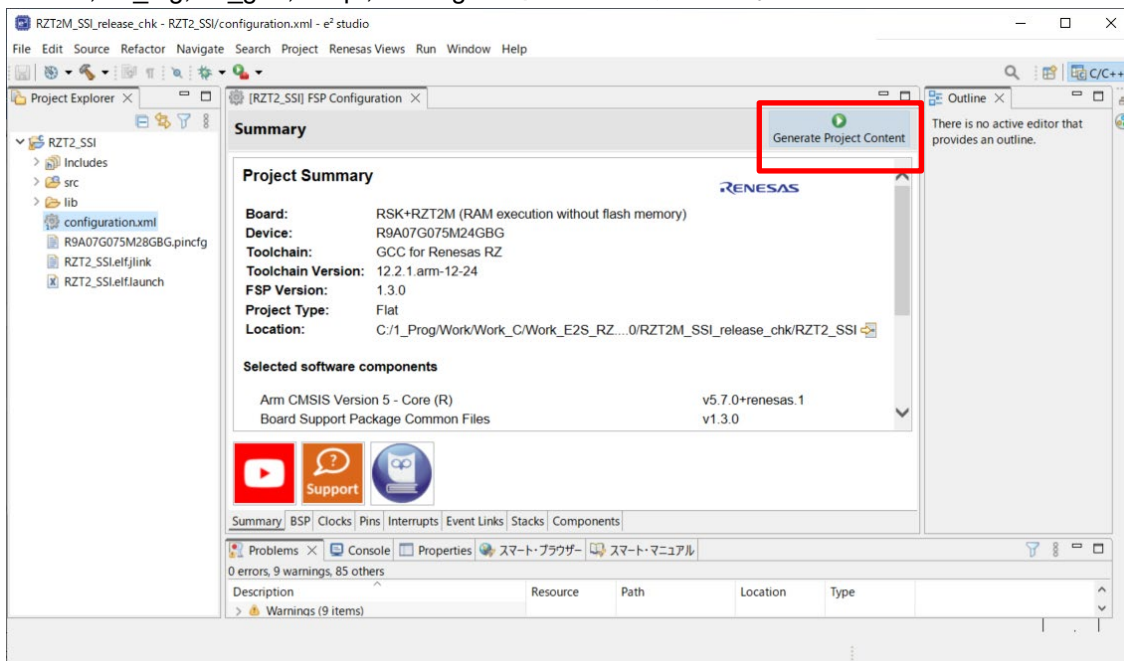 RZT2M_SSI_release_chk - RZT2_SSI/configuration.xml - e² studio
File Edit Source Refactor Navigate Search Project Renesas Views Run Window Help
C/C++
Project Explorer
[RZT2_SSI] FSP Configuration
Outline
Summary
Generate Project Content
There is no active editor that
provides an outline.
RZT2_SSI
Includes
src
lib
configuration.xml
R9A07G075M28GBG.pincfg
RZT2_SSI.elf.jlink
RZT2_SSI.elf.launch
Project Summary
RENESAS
Board: RSK+RZT2M (RAM execution without flash memory)
Device: R9A07G075M24GBG
Toolchain: GCC for Renesas RZ
Toolchain Version: 12.2.1.arm-12-24
FSP Version: 1.3.0
Project Type: Flat
Location: C:/1_Prog/Work/Work_C/Work_E2S_RZ....0/RZT2M_SSI_release_chk/RZT2_SSI
Selected software components
Arm CMSIS Version 5 - Core (R) v5.7.0+renesas.1
Board Support Package Common Files v1.3.0
Support
Summary BSP Clocks Pins Interrupts Event Links Stacks Components
Problems Console Properties スマート・ブラウザー スマート・マニュアル
0 errors, 9 warnings, 85 others
Description Resource Path Location Type
Warnings (9 items)